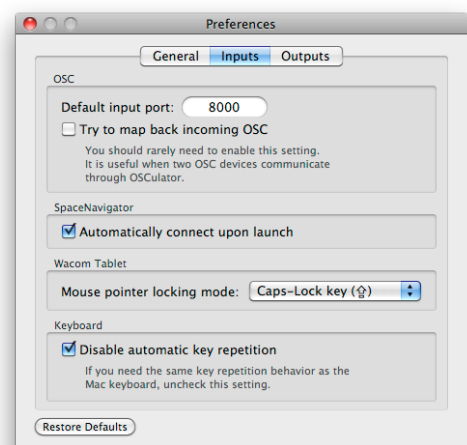 Preferences
General Inputs Outputs
OSC
Default input port: 8000
Try to map back incoming OSC
You should rarely need to enable this setting.
It is useful when two OSC devices communicate
through OSCulator.
SpaceNavigator
Automatically connect upon launch
Wacom Tablet
Mouse pointer locking mode: Caps-Lock key (⇪)
Keyboard
Disable automatic key repetition
If you need the same key repetition behavior as the
Mac keyboard, uncheck this setting.
Restore Defaults